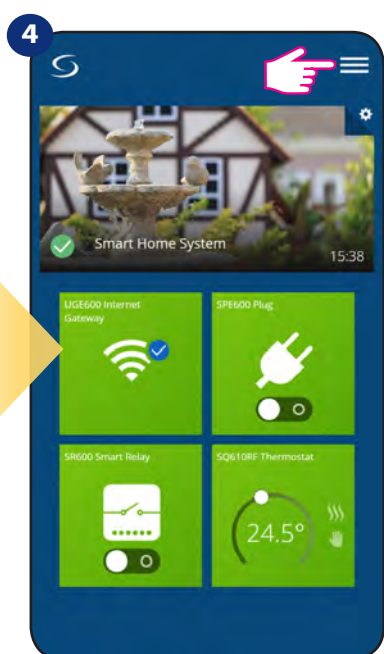 4
Smart Home System
15:38
UGE600 Internet
Gateway
SPE600 Plug
SR600 Smart Relay
SQ610RF Thermostat
24.5°